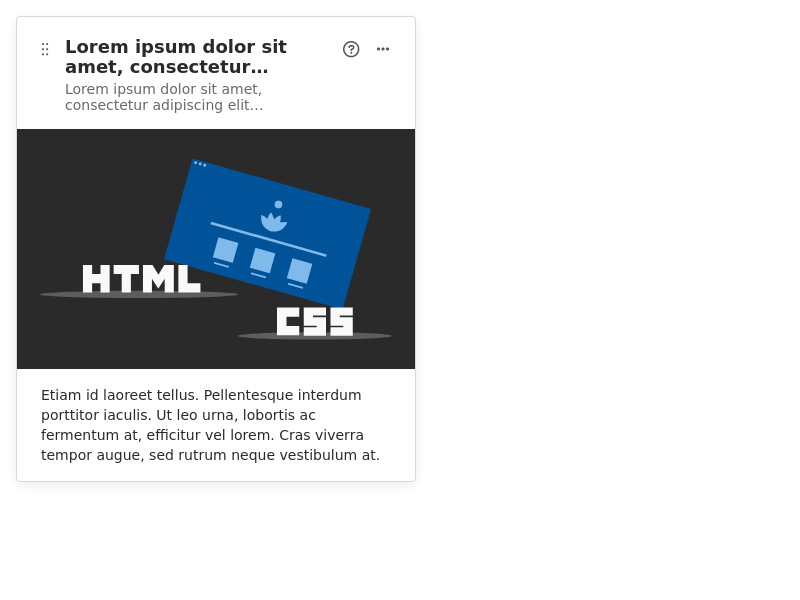 Lorem ipsum dolor sit
amet, consectetur…
Lorem ipsum dolor sit amet,
consectetur adipiscing elit…
HTML
CSS
Etiam id laoreet tellus. Pellentesque interdum
porttitor iaculis. Ut leo urna, lobortis ac
fermentum at, efficitur vel lorem. Cras viverra
tempor augue, sed rutrum neque vestibulum at.